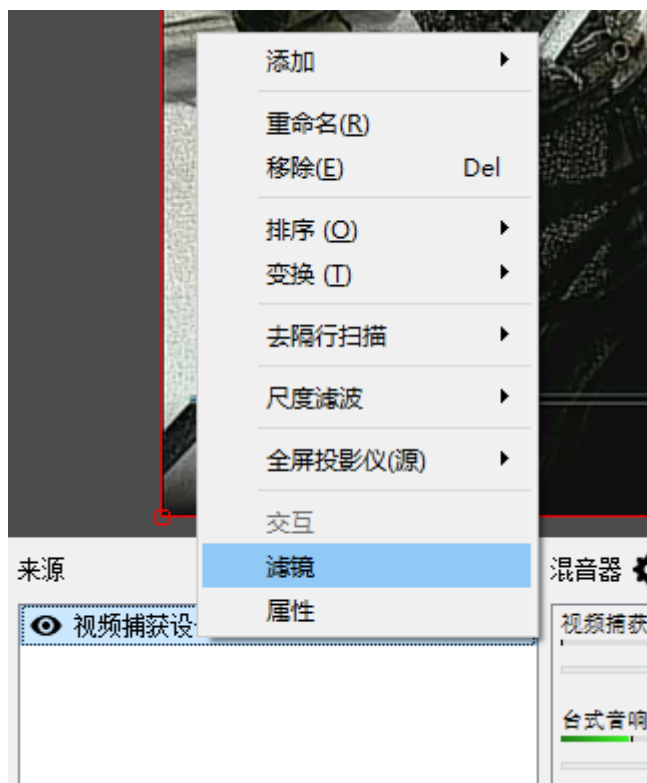 添加
重命名(R)
移除(E) Del
排序 (O)
变换 (T)
去隔行扫描
尺度滤波
全屏投影仪(源)
交互
滤镜
属性
来源
混音器
视频捕获设
视频捕获
台式音响